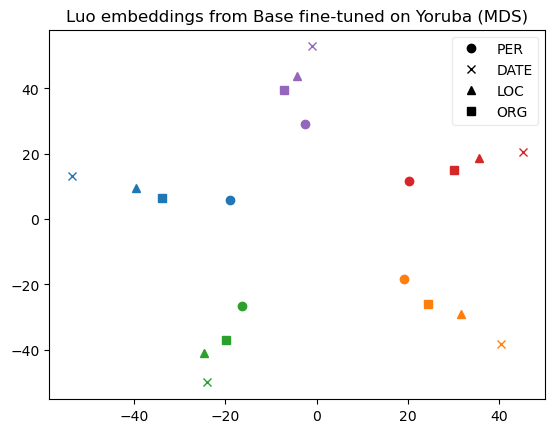 Luo embeddings from Base fine-tuned on Yoruba (MDS)
PER
DATE
LOC
ORG
40
20
0
−20
−40
−40
−20
0
20
40